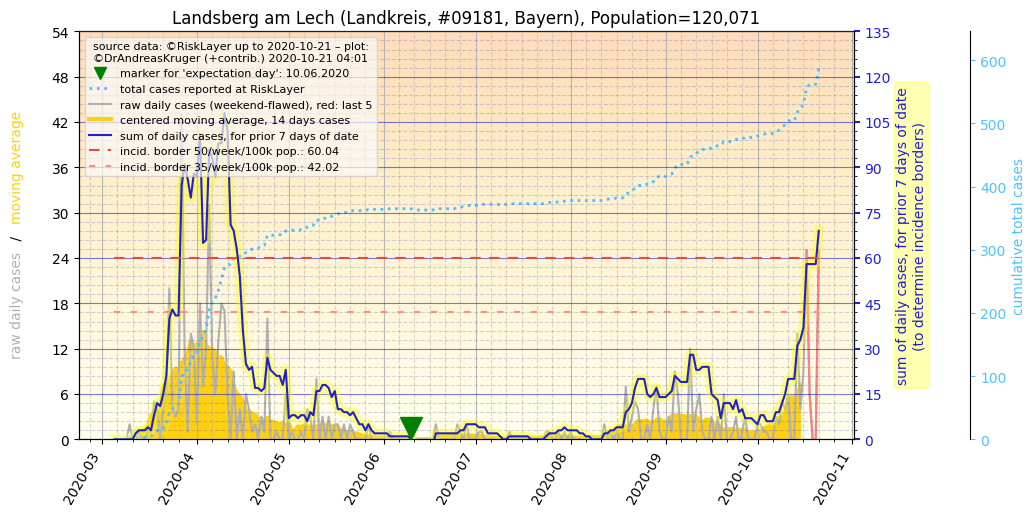 Landsberg am Lech (Landkreis, #09181, Bayern), Population=120,071
source data: ©RiskLayer up to 2020-10-21 – plot:
©DrAndreasKruger (+contrib.) 2020-10-21 04:01
marker for 'expectation day': 10.06.2020
total cases reported at RiskLayer
raw daily cases (weekend-flawed), red: last 5
centered moving average, 14 days cases
sum of daily cases, for prior 7 days of date
incid. border 50/week/100k pop.: 60.04
incid. border 35/week/100k pop.: 42.02
raw daily cases / moving average
54
48
42
36
30
24
18
12
6
0
135
120
105
90
75
60
45
30
15
0
sum of daily cases, for prior 7 days of date
(to determine incidence borders)
600
500
400
300
200
100
0
cumulative total cases
2020-03
2020-04
2020-05
2020-06
2020-07
2020-08
2020-09
2020-10
2020-11